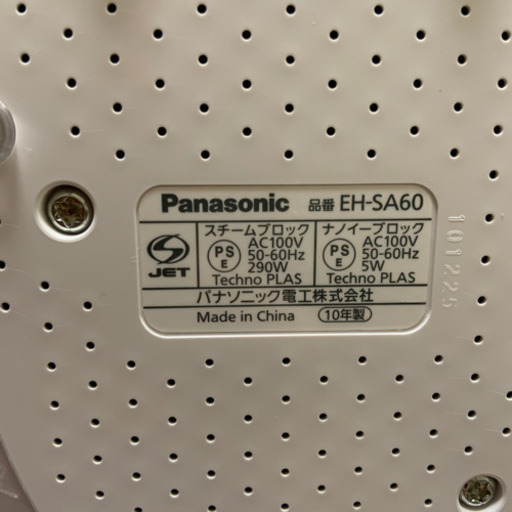 Panasonic 品番 EH-SA60
スチームブロック
PS E
AC100V
50-60Hz
290W
Techno PLAS
ナノイーブロック
PS E
AC100V
50-60Hz
5W
Techno PLAS
S JET
パナソニック電工株式会社
Made in China 10年製
101225